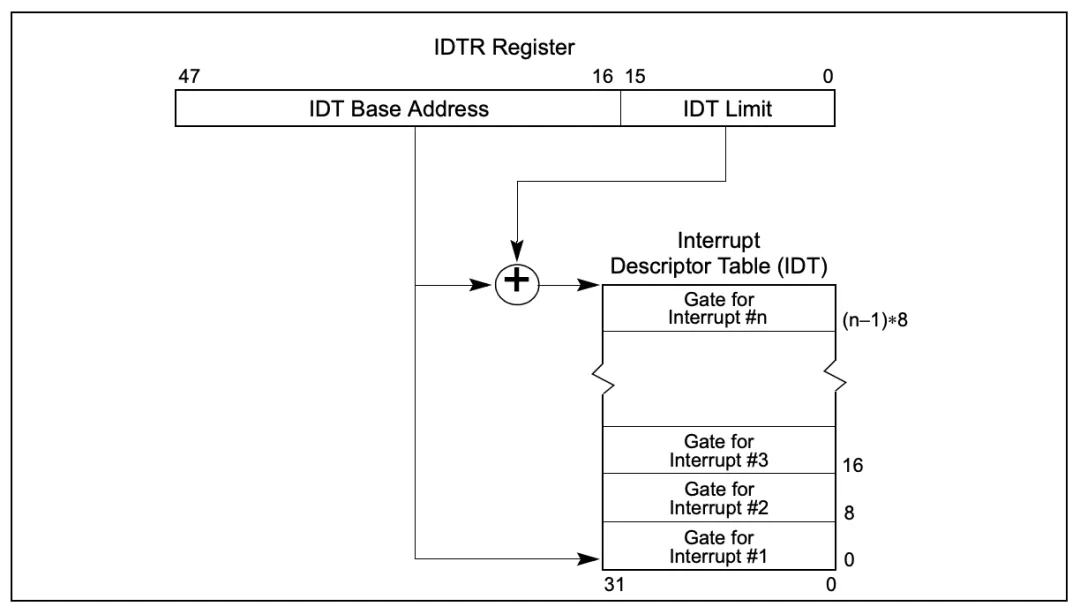 IDTR Register
47 16 15 0
IDT Base Address IDT Limit
+
Interrupt
Descriptor Table (IDT)
Gate for
Interrupt #n
(n–1)∗8
Gate for
Interrupt #3
16
Gate for
Interrupt #2
8
Gate for
Interrupt #1
0
31 0